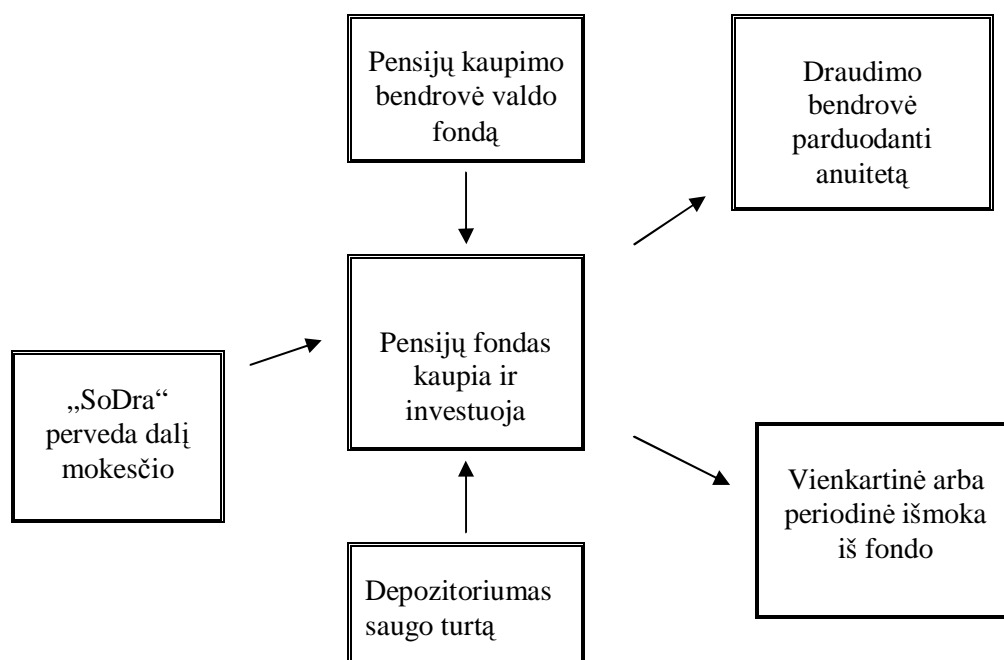 Pensijų kaupimo
bendrovė valdo
fondą
Draudimo
bendrovė
parduodanti
anuitetą
Pensijų fondas
kaupia ir
investuoja
„SoDra“
perveda dalį
mokesčio
Vienkartinė arba
periodinė išmoka
iš fondo
Depozitoriumas
saugo turtą